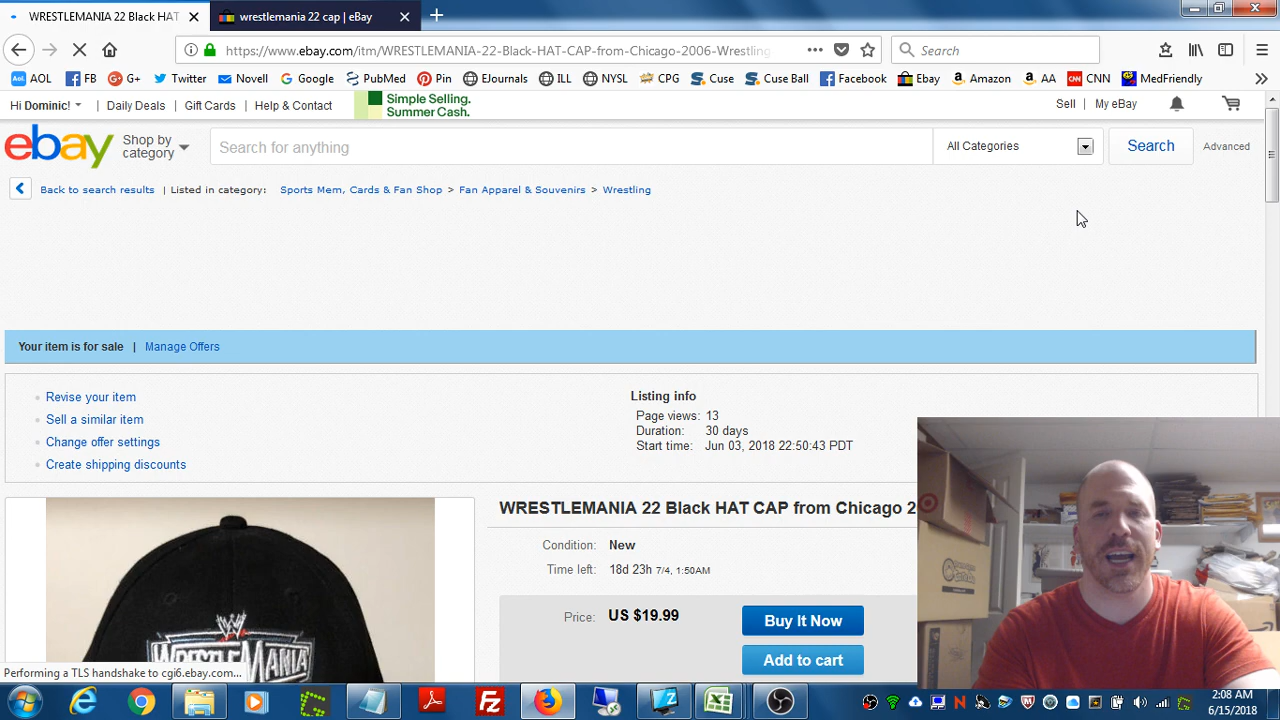 WRESTLEMANIA 22 Black HAT
wrestlemania 22 cap | eBay
https://www.ebay.com/itm/WRESTLEMANIA-22-Black-HAT-CAP-from-Chicago-2006-Wrestling
Search
AOL FB G+ Twitter Novell Google PubMed Pin EJournals ILL NYSL CPG Cuse Cuse Ball Facebook Ebay Amazon AA CNN MedFriendly
Hi Dominic! | Daily Deals | Gift Cards | Help & Contact
Simple Selling.
Summer Cash.
Sell | My eBay
ebay
Shop by
category
Search for anything
All Categories
Search
Advanced
Back to search results | Listed in category: Sports Mem, Cards & Fan Shop > Fan Apparel & Souvenirs > Wrestling
Your item is for sale | Manage Offers
Revise your item
Sell a similar item
Change offer settings
Create shipping discounts
Listing info
Page views: 13
Duration: 30 days
Start time: Jun 03, 2018 22:50:43 PDT
WRESTLEMANIA 22 Black HAT CAP from Chicago 2
Condition: New
Time left: 18d 23h 7/4, 1:50AM
Price: US $19.99
Buy It Now
Add to cart
WRESTLEMANIA
Performing a TLS handshake to cgi6.ebay.com...
2:08 AM
6/15/2018